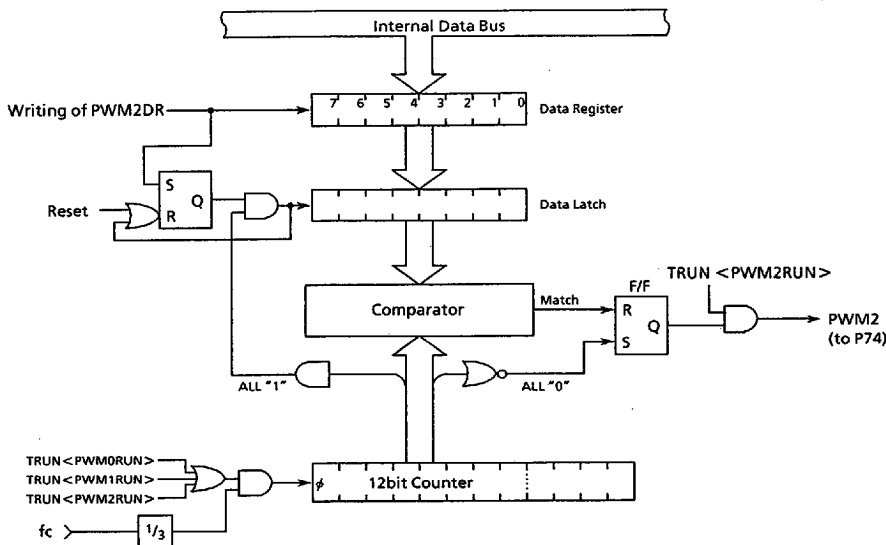 Internal Data Bus
Writing of PWM2DR
7 6 5 4 3 2 1 0
Data Register
S
Q
R
Reset
Data Latch
TRUN <PWM2RUN>
F/F
Comparator
Match
R
Q
S
PWM2
(to P74)
ALL "1"
ALL "0"
TRUN<PWM0RUN>
TRUN<PWM1RUN>
TRUN<PWM2RUN>
ϕ
12bit Counter
fc
1/3